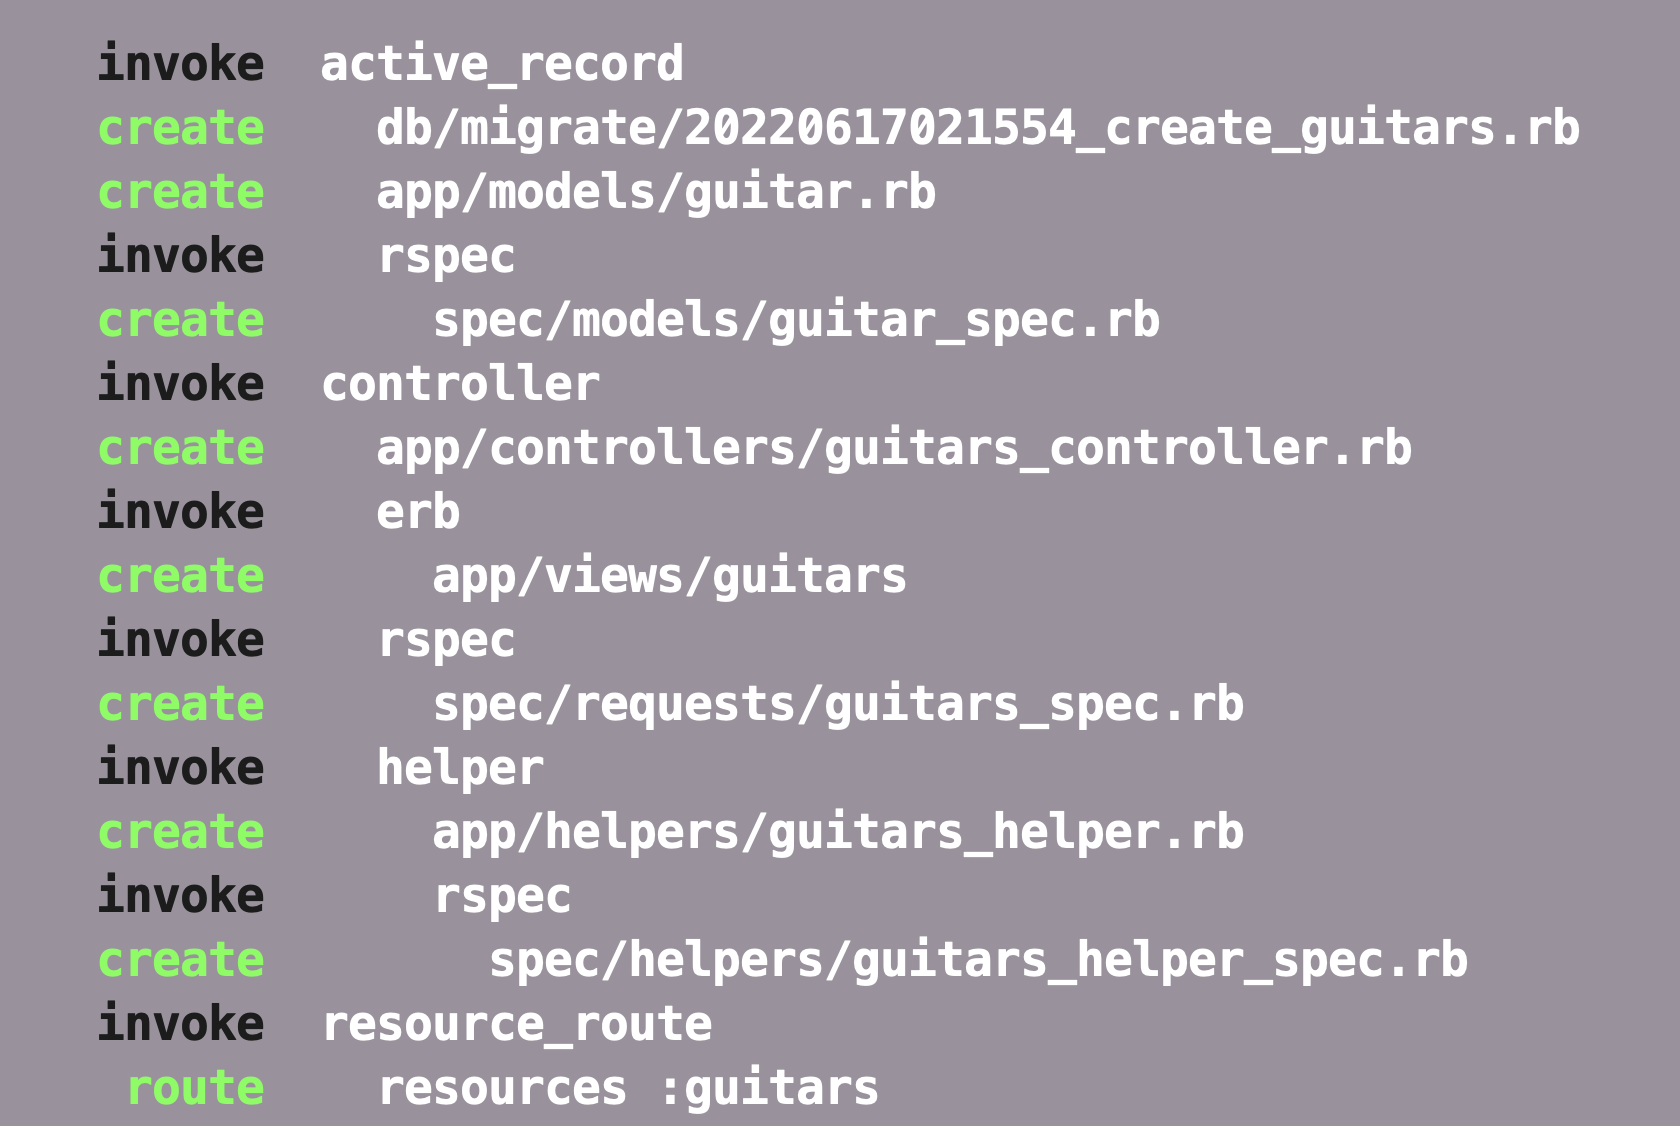 invoke  active_record
create    db/migrate/20220617021554_create_guitars.rb
create    app/models/guitar.rb
invoke    rspec
create      spec/models/guitar_spec.rb
invoke  controller
create    app/controllers/guitars_controller.rb
invoke    erb
create      app/views/guitars
invoke    rspec
create      spec/requests/guitars_spec.rb
invoke    helper
create      app/helpers/guitars_helper.rb
invoke      rspec
create        spec/helpers/guitars_helper_spec.rb
invoke  resource_route
 route    resources :guitars